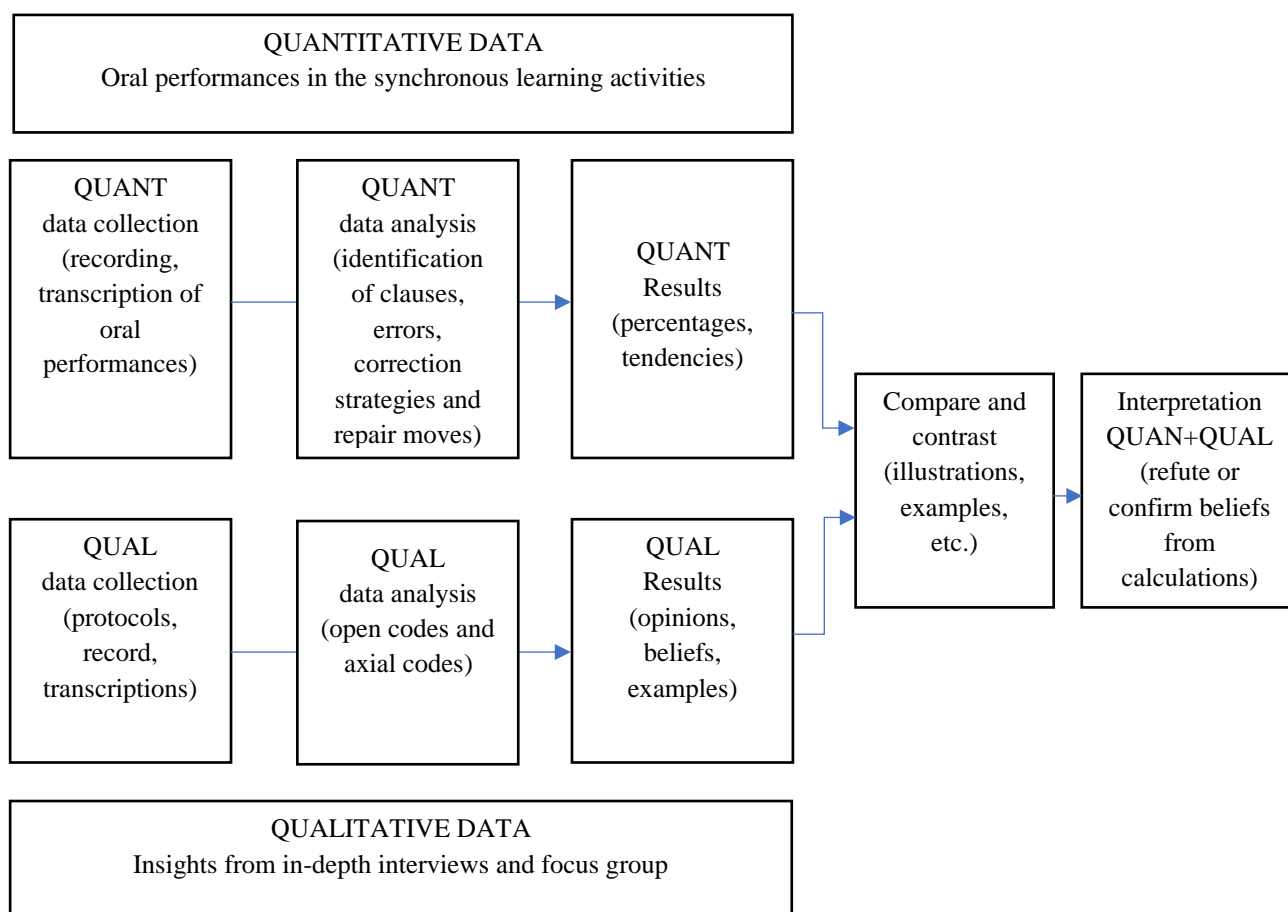 QUANTITATIVE DATA
Oral performances in the synchronous learning activities
QUANT
data collection
(recording,
transcription of
oral
performances)
QUANT
data analysis
(identification
of clauses,
errors,
correction
strategies and
repair moves)
QUANT
Results
(percentages,
tendencies)
Compare and
contrast
(illustrations,
examples,
etc.)
Interpretation
QUAN+QUAL
(refute or
confirm beliefs
from
calculations)
QUAL
data collection
(protocols,
record,
transcriptions)
QUAL
data analysis
(open codes and
axial codes)
QUAL
Results
(opinions,
beliefs,
examples)
QUALITATIVE DATA
Insights from in-depth interviews and focus group